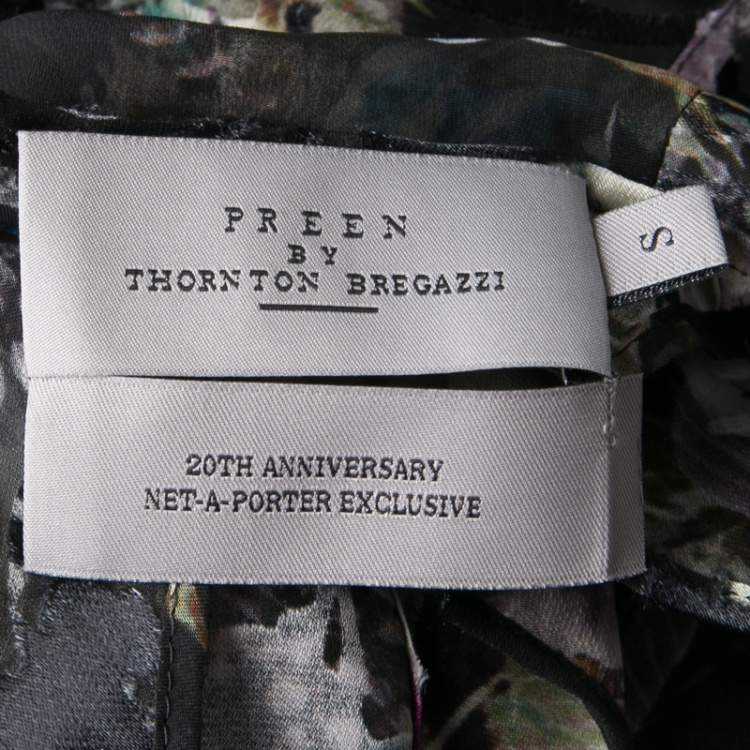 PREEN
BY
THORNTON BREGAZZI
S
20TH ANNIVERSARY
NET-A-PORTER EXCLUSIVE